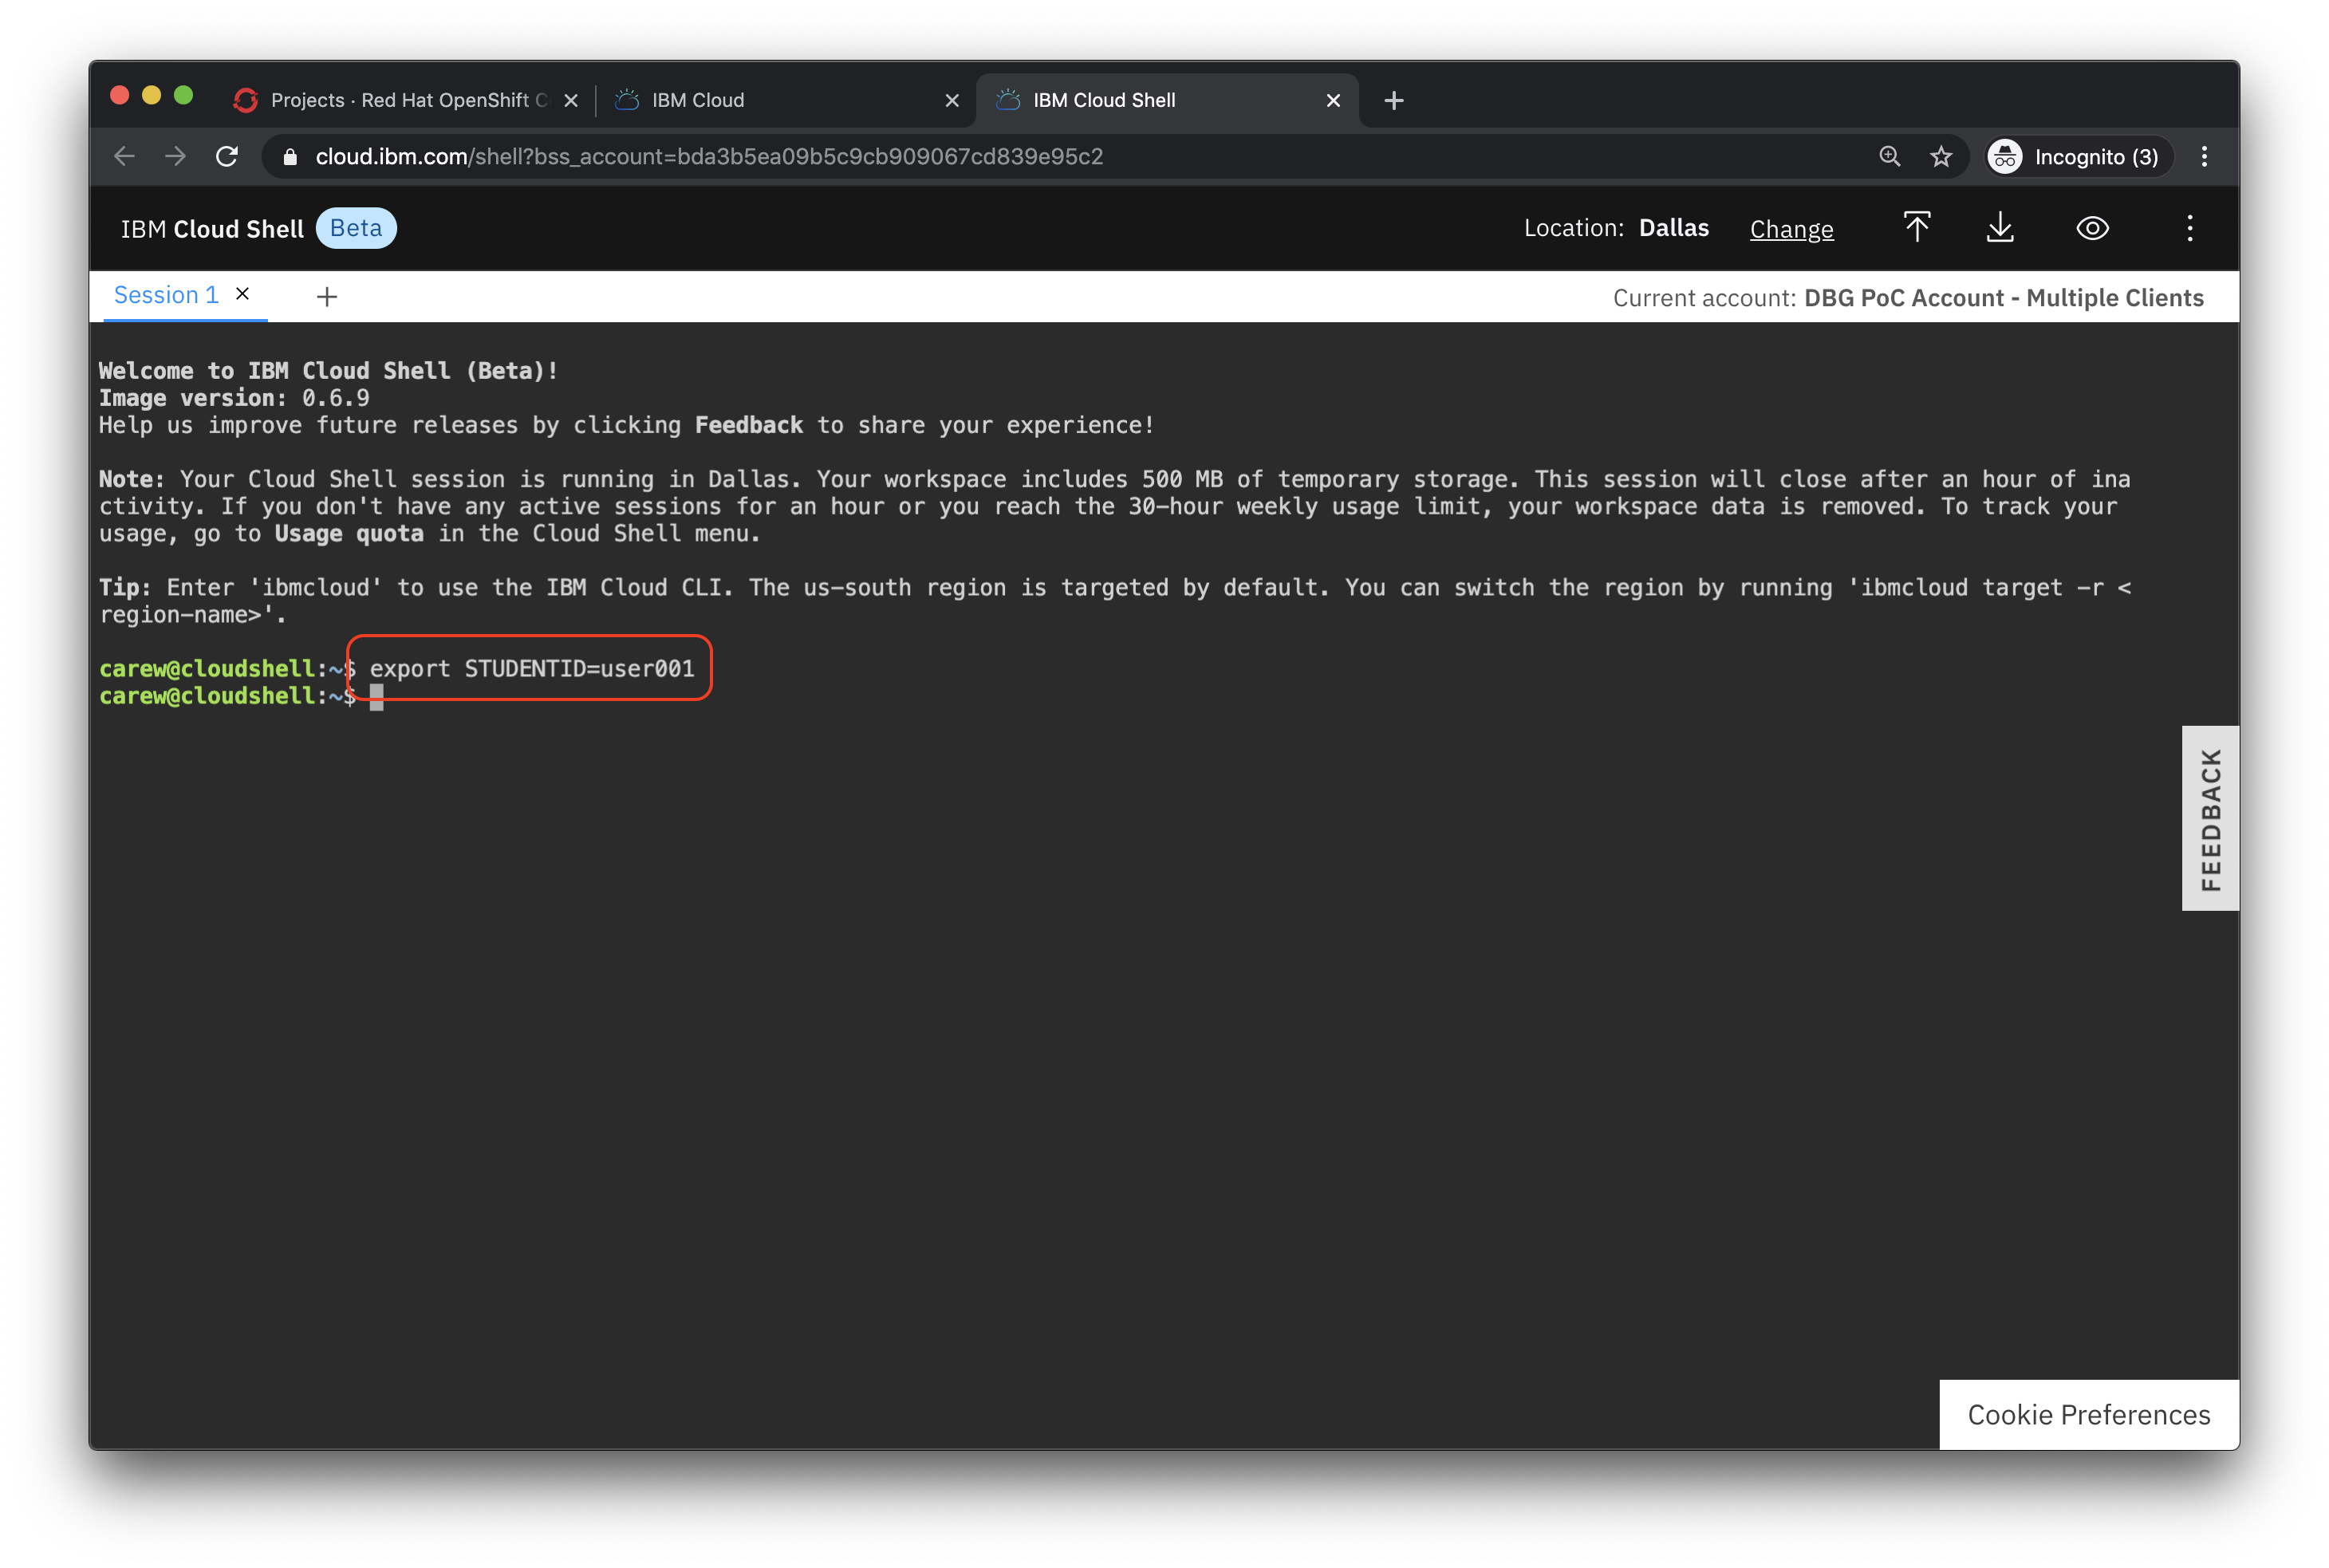 Projects · Red Hat OpenShift C
IBM Cloud
IBM Cloud Shell
cloud.ibm.com/shell?bss_account=bda3b5ea09b5c9cb909067cd839e95c2
Incognito (3)
IBM Cloud Shell Beta
Location: Dallas Change
Session 1
Current account: DBG PoC Account - Multiple Clients
Welcome to IBM Cloud Shell (Beta)!
Image version: 0.6.9
Help us improve future releases by clicking Feedback to share your experience!
Note: Your Cloud Shell session is running in Dallas. Your workspace includes 500 MB of temporary storage. This session will close after an hour of ina
ctivity. If you don't have any active sessions for an hour or you reach the 30-hour weekly usage limit, your workspace data is removed. To track your
usage, go to Usage quota in the Cloud Shell menu.
Tip: Enter 'ibmcloud' to use the IBM Cloud CLI. The us-south region is targeted by default. You can switch the region by running 'ibmcloud target -r <
region-name>'.
carew@cloudshell:~$ export STUDENTID=user001
carew@cloudshell:~$
FEEDBACK
Cookie Preferences